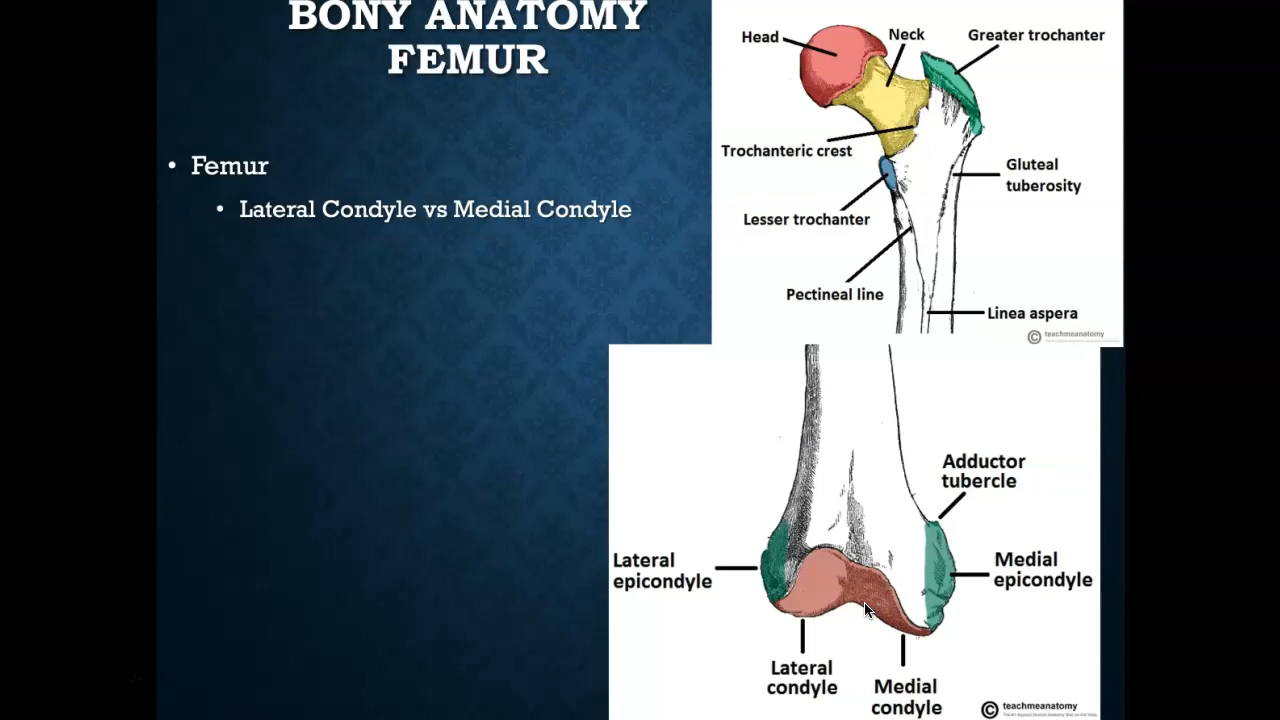 BONY ANATOMY
FEMUR
• Femur
• Lateral Condyle vs Medial Condyle
Head
Neck
Greater trochanter
Trochanteric crest
Gluteal
tuberosity
Lesser trochanter
Pectineal line
Linea aspera
© teachmeanatomy
Adductor
tubercle
Lateral
epicondyle
Medial
epicondyle
Lateral
condyle
Medial
condyle
© teachmeanatomy